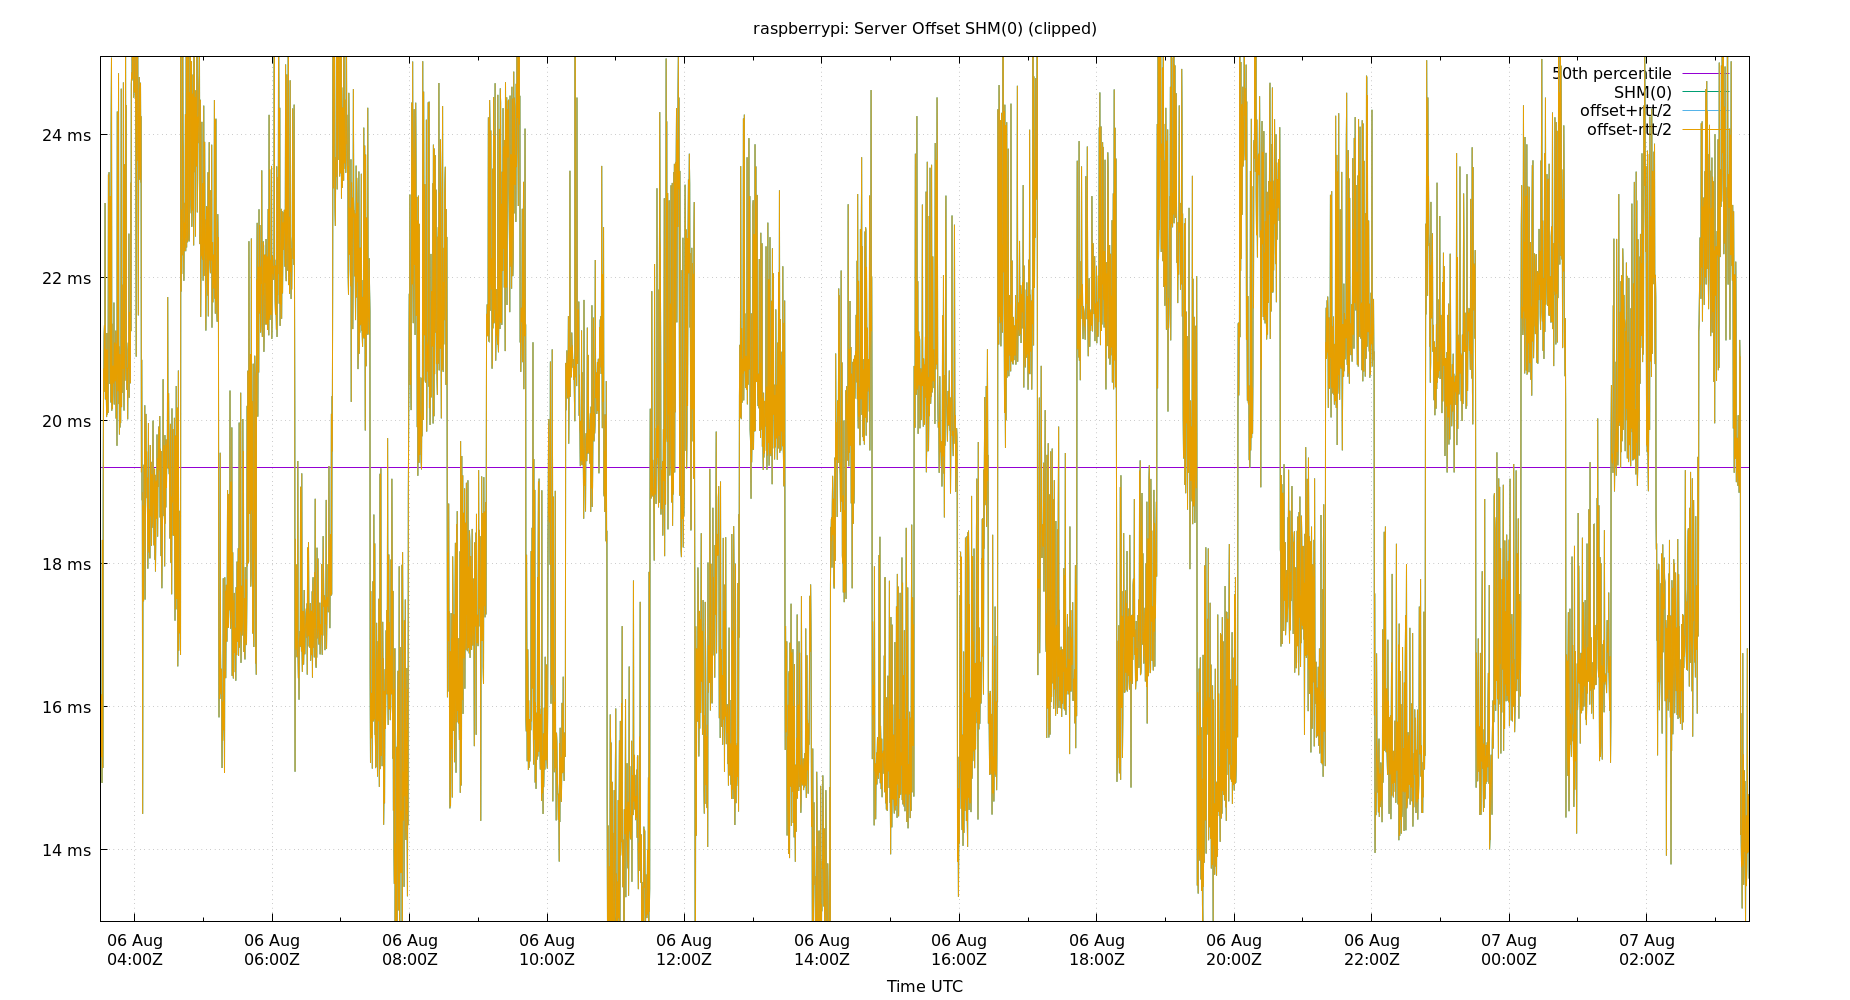 raspberrypi: Server Offset SHM(0) (clipped)
50th percentile
SHM(0)
offset+rtt/2
offset-rtt/2
24 ms
22 ms
20 ms
18 ms
16 ms
14 ms
06 Aug 06 Aug 06 Aug 06 Aug 06 Aug 06 Aug 06 Aug 06 Aug 06 Aug 06 Aug 07 Aug 07 Aug
04:00Z 06:00Z 08:00Z 10:00Z 12:00Z 14:00Z 16:00Z 18:00Z 20:00Z 22:00Z 00:00Z 02:00Z
Time UTC